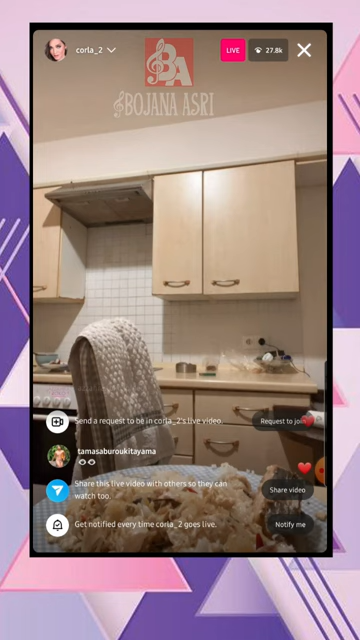 corla_2
LIVE
27.8k
BA
BOJANA ASRI
Send a request to be in corla_2's live video.
Request to join
tamasaburoukitayama
👀
Share this live video with others so they can
watch too.
Share video
Get notified every time corla_2 goes live.
Notify me